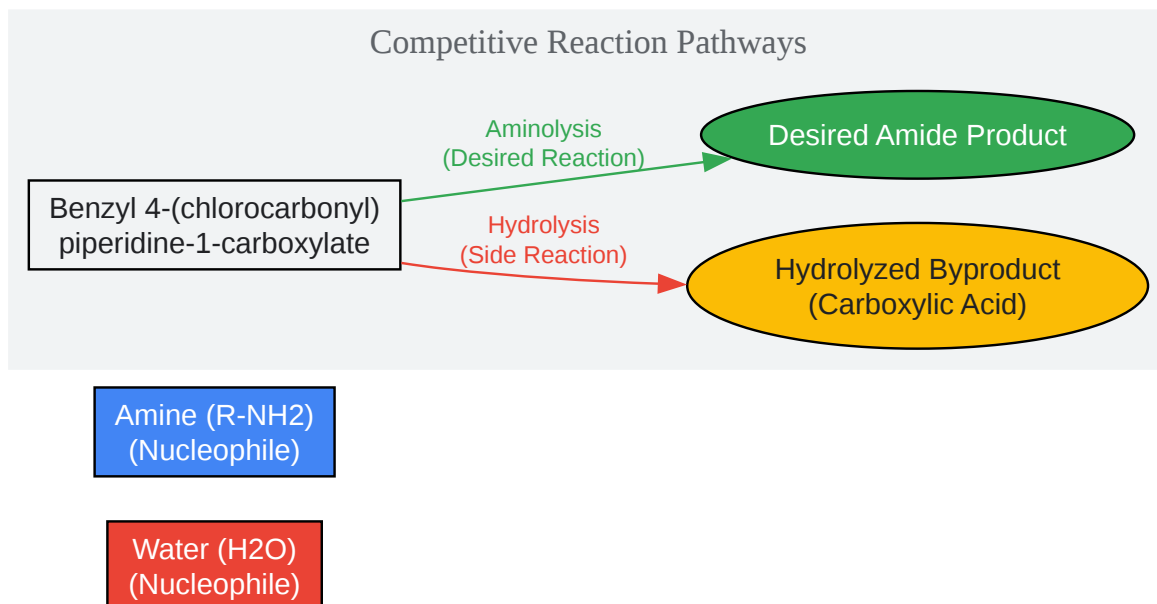 Competitive Reaction Pathways
Aminolysis
(Desired Reaction)
Desired Amide Product
Benzyl 4-(chlorocarbonyl)
piperidine-1-carboxylate
Hydrolysis
(Side Reaction)
Hydrolyzed Byproduct
(Carboxylic Acid)
Amine (R-NH2)
(Nucleophile)
Water (H2O)
(Nucleophile)